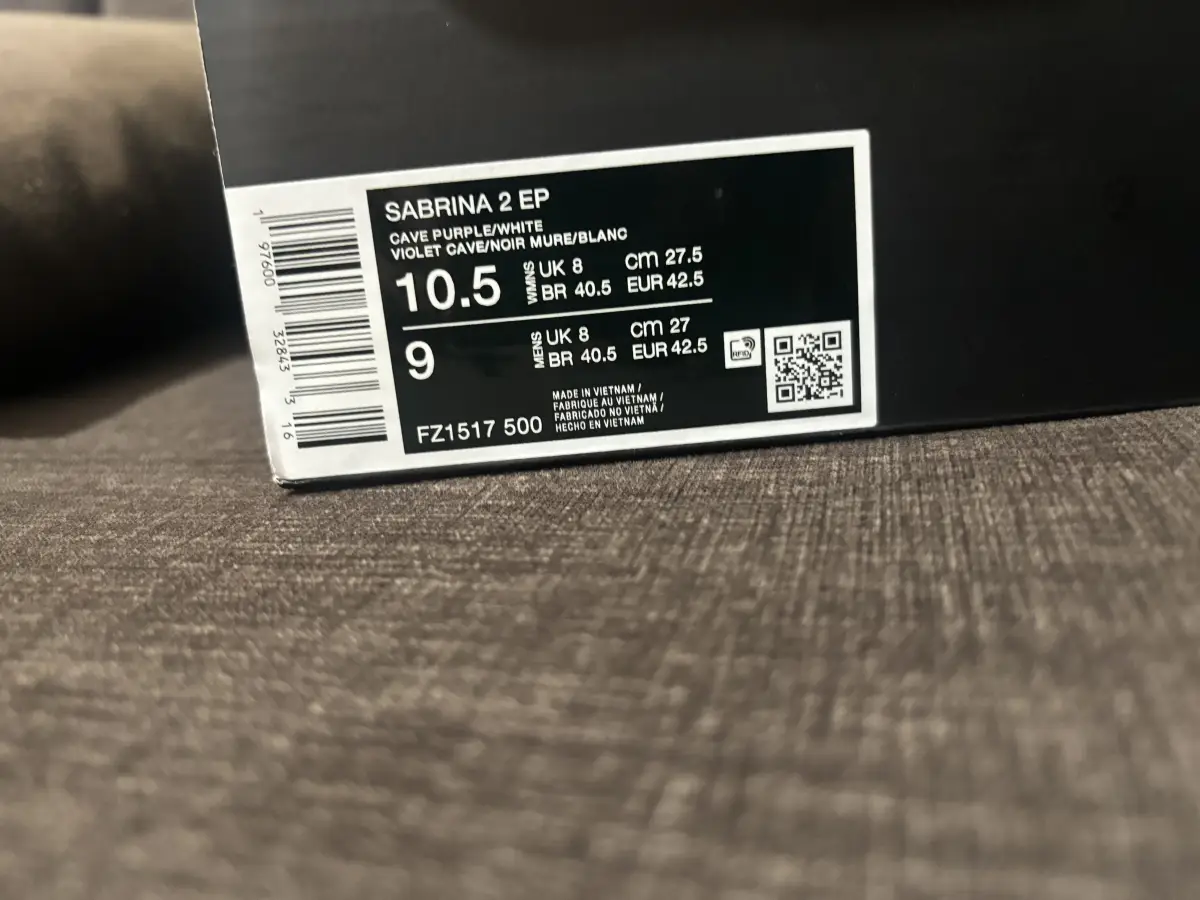 SABRINA 2 EP
CAVE PURPLE/WHITE
VIOLET CAVE/NOIR MURE/BLANC
10.5
WMNS
UK 8 cm 27.5
BR 40.5 EUR 42.5
9
MENS
UK 8 cm 27
BR 40.5 EUR 42.5
RFID
FZ1517 500
MADE IN VIETNAM /
FABRIQUE AU VIETNAM /
FABRICADO NO VIETNÃ /
HECHO EN VIETNAM
1 97600 32843 3 16